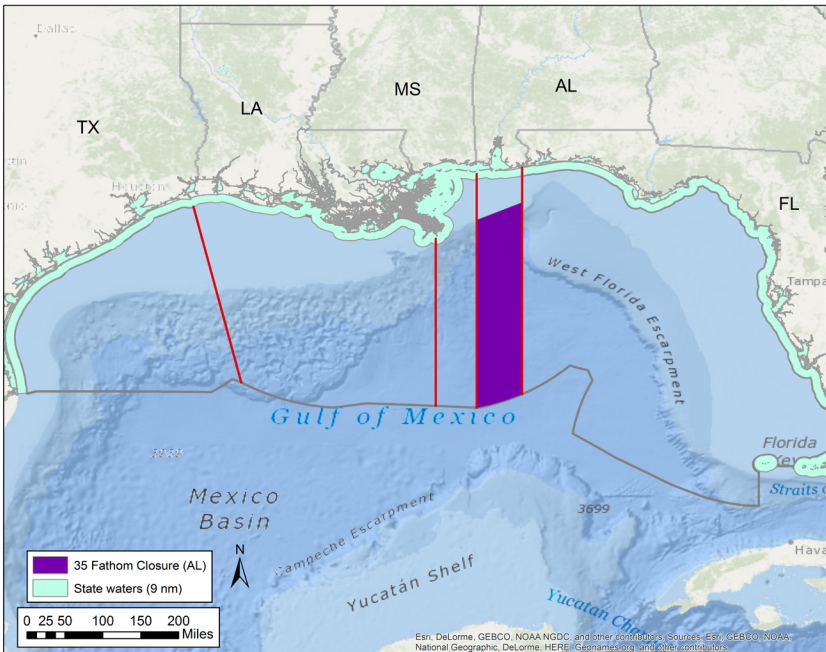 Dallas
MS
AL
LA
TX
Houston
FL
Tampa
West Florida Escarpment
Gulf of Mexico
Florida
Key
Straits o
Mexico
Basin
3699
Campeche Escarpment
Yucatán Shelf
Yucatan Cha
Hava
N
35 Fathom Closure (AL)
State waters (9 nm)
0 25 50 100 150 200
Miles
Esri, DeLorme, GEBCO, NOAA NGDC, and other contributors, Sources: Esri, GEBCO, NOAA,
National Geographic, DeLorme, HERE, Geonames.org, and other contributors